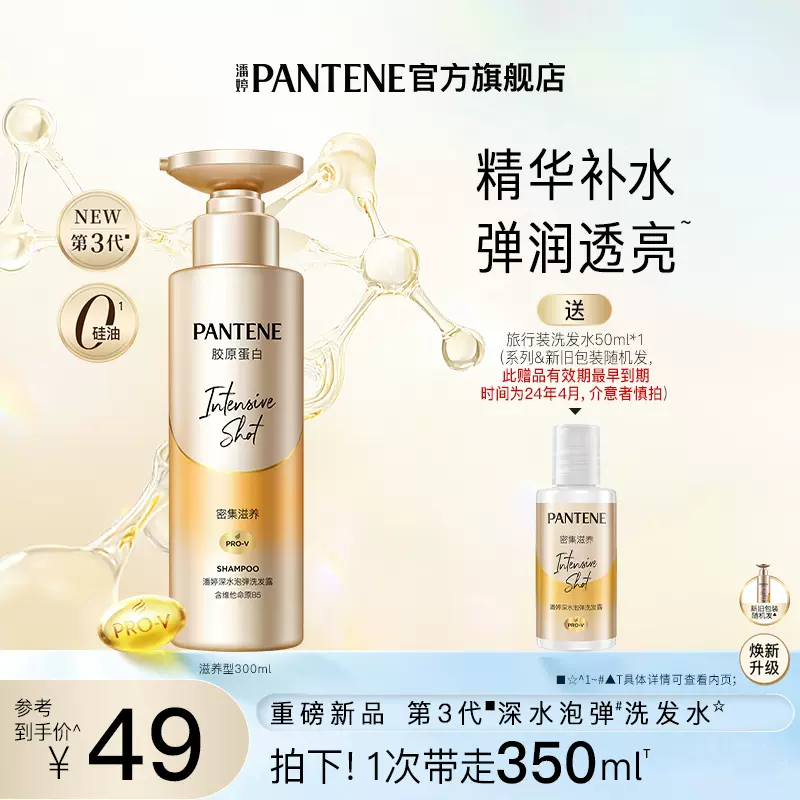 潘婷PANTENE官方旗舰店
精华补水
弹润透亮~
NEW
第3代■
0硅油1
送
旅行装洗发水50ml*1
(系列&新旧包装随机发,
此赠品有效期最早到期
时间为24年4月, 介意者慎拍)
PANTENE
胶原蛋白
Intensive
Shot
密集滋养
PRO-V
SHAMPOO
潘婷深水泡弹洗发露
含维他命原B5
PRO-V
滋养型300ml
PANTENE
密集滋养
Intensive
Shot
潘婷深水泡弹洗发露
PRO-V
新旧包装
随机发▲
焕新
升级
■☆^1~#▲T具体详情可查看内页;
参考
到手价^
¥49
重磅新品 第3代■深水泡弹#洗发水☆
拍下! 1次带走350mlT